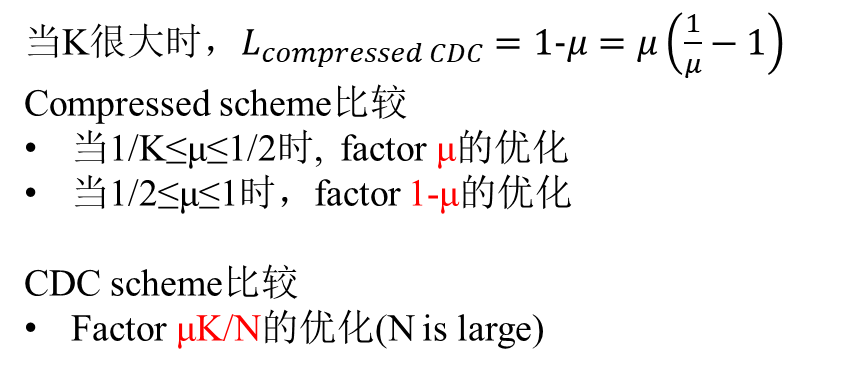 当K很大时，𝐿𝑐𝑜𝑚𝑝𝑟𝑒𝑠𝑠𝑒𝑑 𝐶𝐷𝐶 = 1-𝜇 = 𝜇(1/𝜇 − 1)
Compressed scheme比较
• 当1/K≤μ≤1/2时, factor μ的优化
• 当1/2≤μ≤1时，factor 1-μ的优化
CDC scheme比较
• Factor μK/N的优化(N is large)